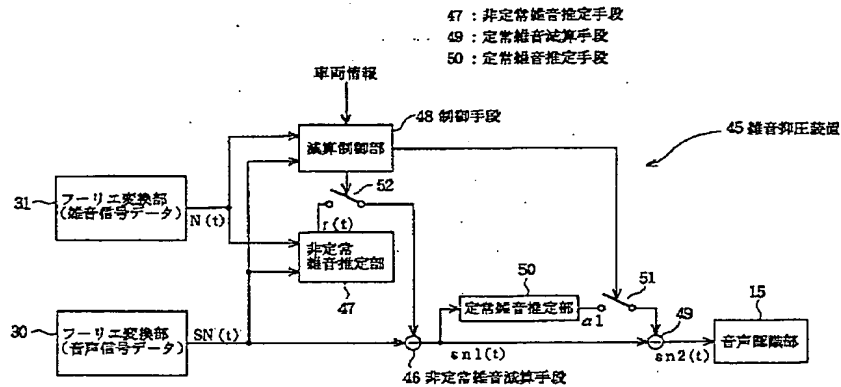 47 : 非定常雑音推定手段
49 : 定常雑音減算手段
50 : 定常雑音推定手段
車両情報
48 制御手段
減算制御部
45 雑音抑圧装置
52
31
フーリエ変換部
(雑音信号データ)
N(t)
r(t)
非定常
雑音推定部
47
50
定常雑音推定部
a1
51
49
15
音声認識部
30
フーリエ変換部
(音声信号データ)
SN(t)
sn1(t)
sn2(t)
46 非定常雑音減算手段